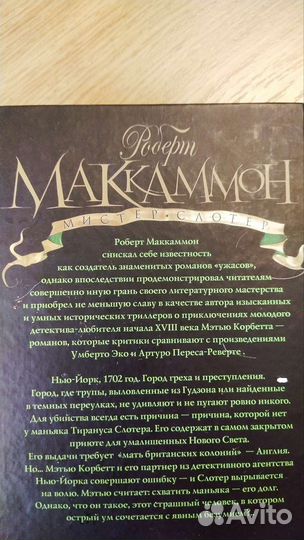 Роберт
МАККАММОН
МИСТЕР · СЛОТЕР
Роберт Маккаммон
снискал себе известность
как создатель знаменитых романов «ужасов»,
однако впоследствии продемонстрировал читателям
совершенно иную грань своего литературного мастерства
и приобрел не меньшую славу в качестве автора изысканных
и умных исторических триллеров о приключениях молодого
детектива-любителя начала XVIII века Мэтью Корбетта —
романов, которые критики сравнивают с произведениями
Умберто Эко и Артуро Переса-Реверте.
Нью-Йорк, 1702 год. Город греха и преступления.
Город, где трупы, выловленные из Гудзона или найденные
в темных переулках, не удивляют и не пугают ровно никого.
Для убийства всегда есть причина — причина, которой нет
у маньяка Тирануса Слотера. Его содержат в самом закрытом
приюте для умалишенных Нового Света.
Его выдачи требует «мать британских колоний» — Англия.
Но... Мэтью Корбетт и его партнер из детективного агентства
Нью-Йорка совершают ошибку — и Слотер вырывается
на волю. Мэтью считает: схватить маньяка — его долг.
Однако, что он такое, этот страшный человек, в котором
острый ум сочетается с явным безумием?
Avito